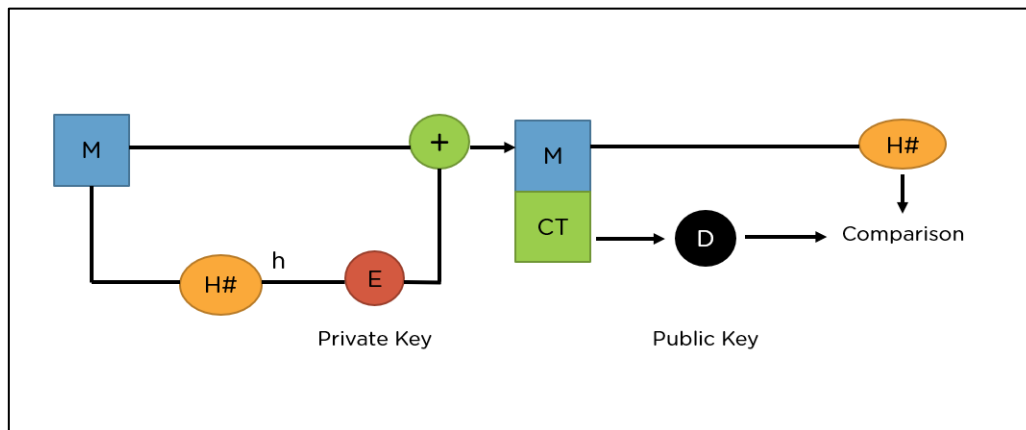 M
+
M
H#
CT
D
Comparison
h
H#
E
Private Key
Public Key